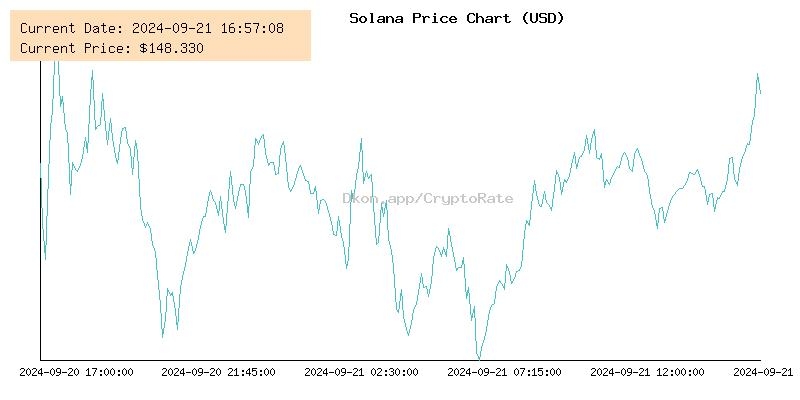 Solana Price Chart (USD)
Current Date: 2024-09-21 16:57:08
Current Price: $148.330
Dkon.app/CryptoRate
2024-09-20 17:00:00
2024-09-20 21:45:00
2024-09-21 02:30:00
2024-09-21 07:15:00
2024-09-21 12:00:00
2024-09-21